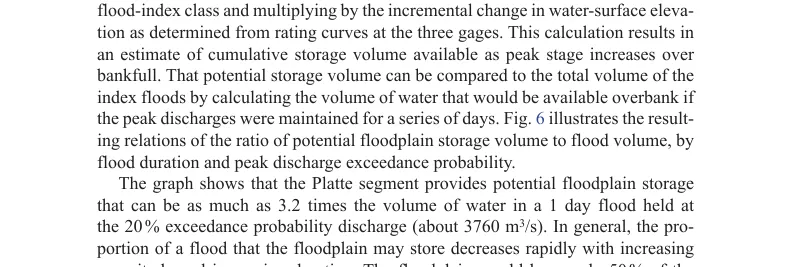 flood-index class and multiplying by the incremental change in water-surface eleva-
tion as determined from rating curves at the three gages. This calculation results in
an estimate of cumulative storage volume available as peak stage increases over
bankfull. That potential storage volume can be compared to the total volume of the
index floods by calculating the volume of water that would be available overbank if
the peak discharges were maintained for a series of days. Fig. 6 illustrates the result-
ing relations of the ratio of potential floodplain storage volume to flood volume, by
flood duration and peak discharge exceedance probability.
The graph shows that the Platte segment provides potential floodplain storage
that can be as much as 3.2 times the volume of water in a 1 day flood held at
the 20% exceedance probability discharge (about 3760 m³/s). In general, the pro-
portion of a flood that the floodplain may store decreases rapidly with increasing